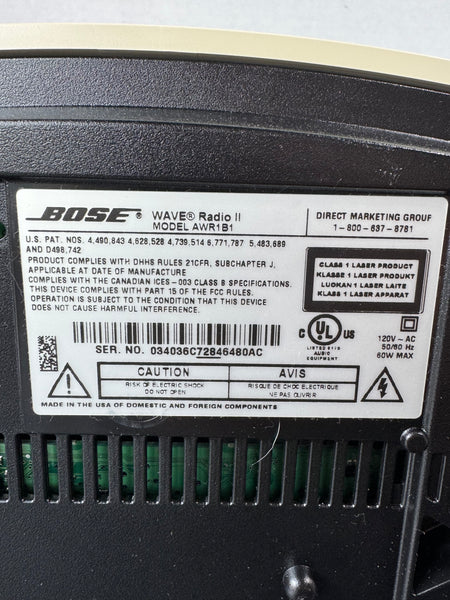 BOSE® WAVE® Radio II
MODEL AWR1B1
DIRECT MARKETING GROUP
1-800-637-8781
U.S. PAT. NOS. 4,490,843 4,628,528 4,739,514 6,771,787 5,483,689
AND D498,742
PRODUCT COMPLIES WITH DHHS RULES 21CFR, SUBCHAPTER J,
APPLICABLE AT DATE OF MANUFACTURE
COMPLIES WITH THE CANADIAN ICES-003 CLASS B SPECIFICATIONS.
THIS DEVICE COMPLIES WITH PART 15 OF THE FCC RULES.
OPERATION IS SUBJECT TO THE CONDITION THAT IT DOES NOT
CAUSE HARMFUL INTERFERENCE.
CLASS 1 LASER PRODUCT
KLASSE 1 LASER PRODUKT
LUOKAN 1 LASER LAITE
KLASS 1 LASER APPARAT
SER. NO. 034036C72846480AC
C UL® US
LISTED 6119
AUDIO
EQUIPMENT
120V ~ AC
50/60 Hz
60W MAX
CAUTION
RISK OF ELECTRIC SHOCK
DO NOT OPEN
AVIS
RISQUE DE CHOC ELECTRIQUE
NE PAS OUVRIR
MADE IN THE USA OF DOMESTIC AND FOREIGN COMPONENTS